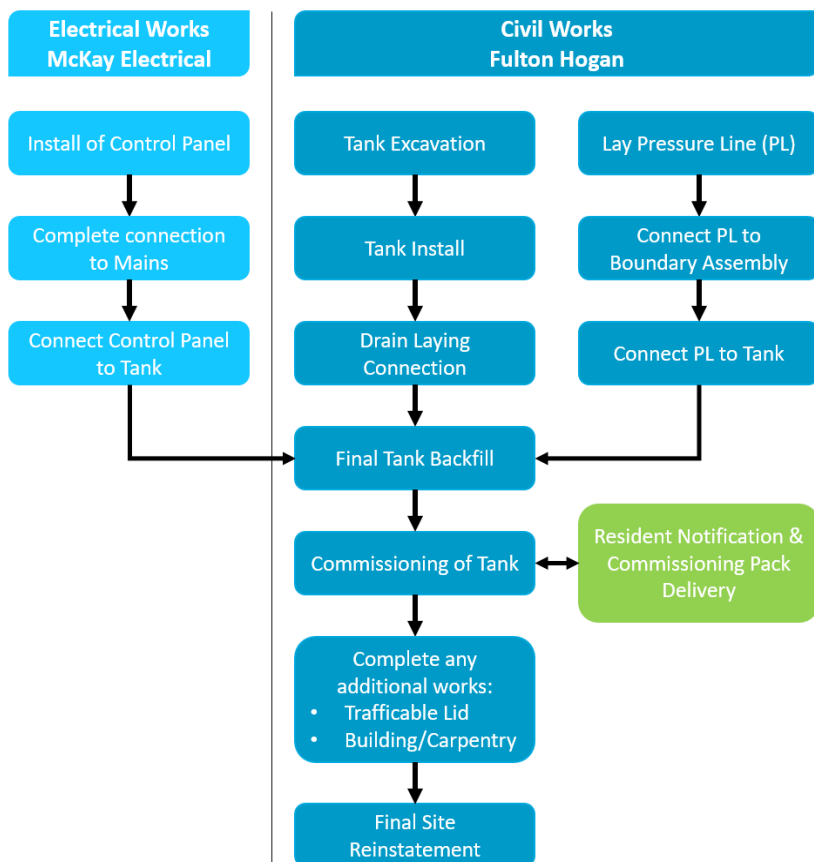 Electrical Works
McKay Electrical
Civil Works
Fulton Hogan
Install of Control Panel
Tank Excavation
Lay Pressure Line (PL)
Complete connection
to Mains
Tank Install
Connect PL to
Boundary Assembly
Connect Control Panel
to Tank
Drain Laying
Connection
Connect PL to Tank
Final Tank Backfill
Commissioning of Tank
Resident Notification &
Commissioning Pack
Delivery
Complete any
additional works:
• Trafficable Lid
• Building/Carpentry
Final Site
Reinstatement